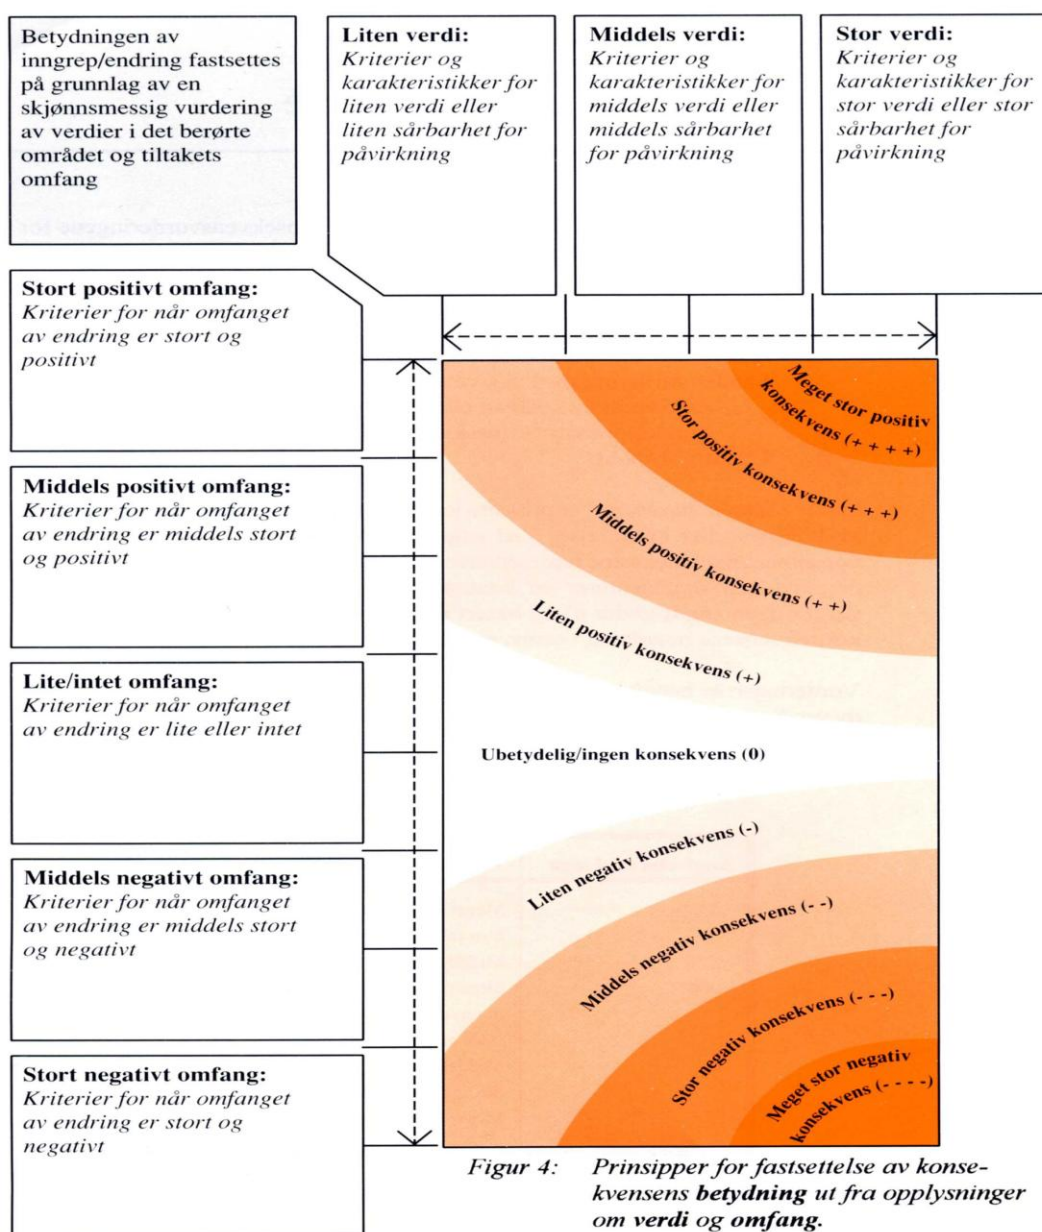 Betydningen av
inngrep/endring fastsettes
på grunnlag av en
skjønnsmessig vurdering
av verdier i det berørte
området og tiltakets
omfang
Liten verdi:
Kriterier og
karakteristikker for
liten verdi eller
liten sårbarhet for
påvirkning
Middels verdi:
Kriterier og
karakteristikker for
middels verdi eller
middels sårbarhet
for påvirkning
Stor verdi:
Kriterier og
karakteristikker for
stor verdi eller stor
sårbarhet for
påvirkning
Stort positivt omfang:
Kriterier for når omfanget
av endring er stort og
positivt
Middels positivt omfang:
Kriterier for når omfanget
av endring er middels stort
og positivt
Lite/intet omfang:
Kriterier for når omfanget
av endring er lite eller intet
Middels negativt omfang:
Kriterier for når omfanget
av endring er middels stort
og negativt
Stort negativt omfang:
Kriterier for når omfanget
av endring er stort og
negativt
Meget stor positiv
konsekvens (+ + + +)
Stor positiv konsekvens (+ + +)
Middels positiv konsekvens (+ +)
Liten positiv konsekvens (+)
Ubetydelig/ingen konsekvens (0)
Liten negativ konsekvens (-)
Middels negativ konsekvens (- -)
Stor negativ konsekvens (- - -)
Meget stor negativ
konsekvens (- - - -)
Figur 4: Prinsipper for fastsettelse av konse-
kvensens betydning ut fra opplysninger
om verdi og omfang.